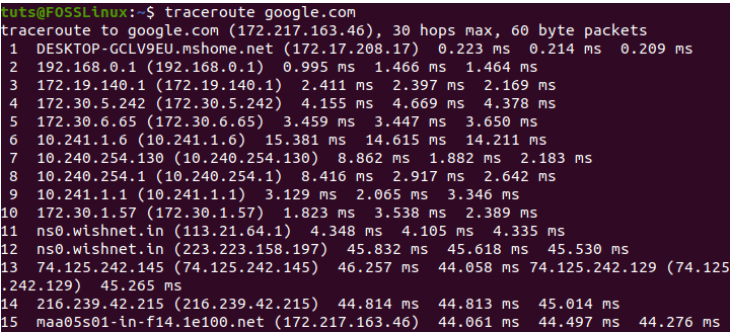 tuts@FOSSLinux:~$ traceroute google.com
traceroute to google.com (172.217.163.46), 30 hops max, 60 byte packets
 1  DESKTOP-GCLV9EU.mshome.net (172.17.208.17)  0.223 ms  0.214 ms  0.209 ms
 2  192.168.0.1 (192.168.0.1)  0.995 ms  1.466 ms  1.464 ms
 3  172.19.140.1 (172.19.140.1)  2.411 ms  2.397 ms  2.169 ms
 4  172.30.5.242 (172.30.5.242)  4.155 ms  4.669 ms  4.378 ms
 5  172.30.6.65 (172.30.6.65)  3.459 ms  3.447 ms  3.650 ms
 6  10.241.1.6 (10.241.1.6)  15.381 ms  14.615 ms  14.211 ms
 7  10.240.254.130 (10.240.254.130)  8.862 ms  1.882 ms  2.183 ms
 8  10.240.254.1 (10.240.254.1)  8.416 ms  2.917 ms  2.642 ms
 9  10.241.1.1 (10.241.1.1)  3.129 ms  2.065 ms  3.346 ms
10  172.30.1.57 (172.30.1.57)  1.823 ms  3.538 ms  2.389 ms
11  ns0.wishnet.in (113.21.64.1)  4.348 ms  4.105 ms  4.335 ms
12  ns0.wishnet.in (223.223.158.197)  45.832 ms  45.618 ms  45.530 ms
13  74.125.242.145 (74.125.242.145)  46.257 ms  44.058 ms 74.125.242.129 (74.125
.242.129)  45.265 ms
14  216.239.42.215 (216.239.42.215)  44.814 ms  44.813 ms  45.014 ms
15  maa05s01-in-f14.1e100.net (172.217.163.46)  44.061 ms  44.497 ms  44.276 ms